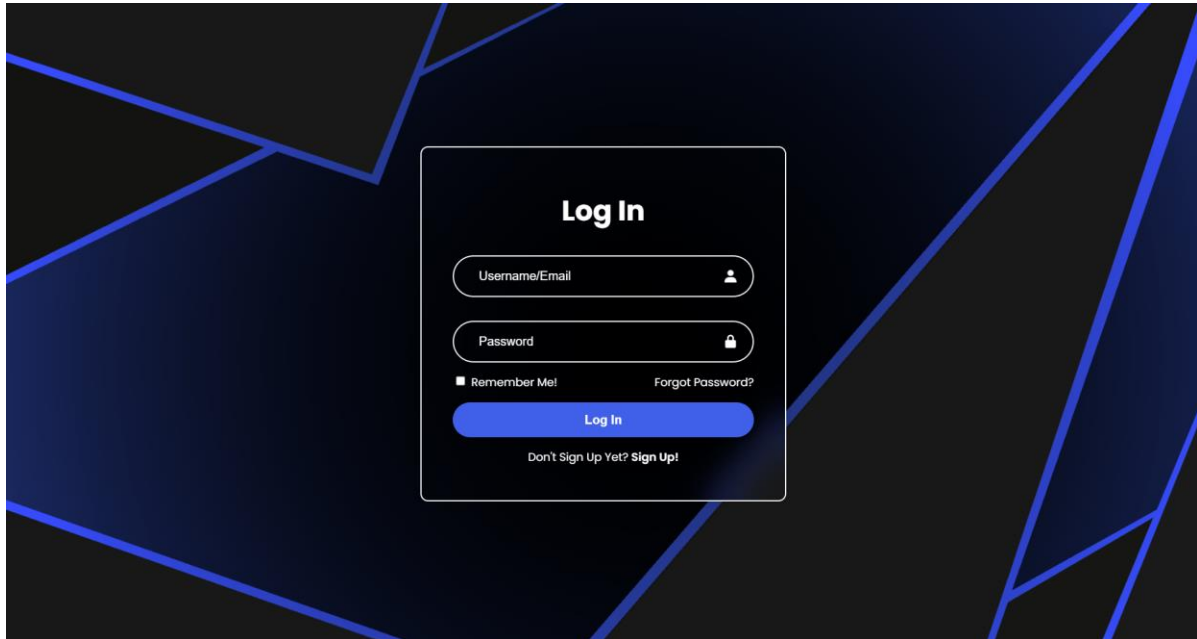 Log In
Username/Email
Password
Remember Me! Forgot Password?
Log In
Don't Sign Up Yet? Sign Up!